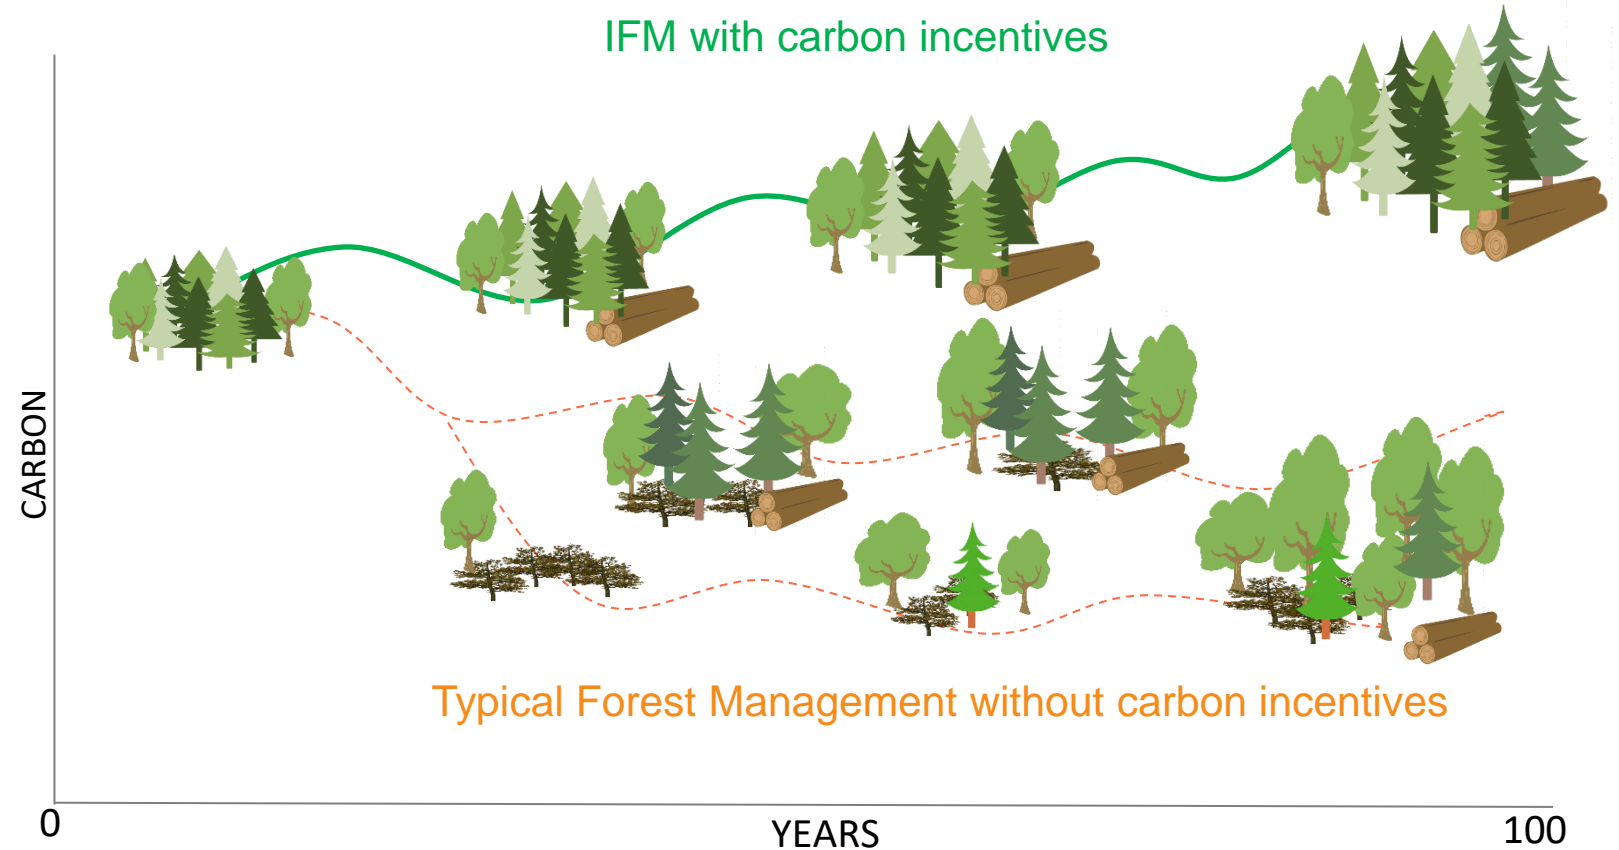 IFM with carbon incentives
CARBON
Typical Forest Management without carbon incentives
0
YEARS
100